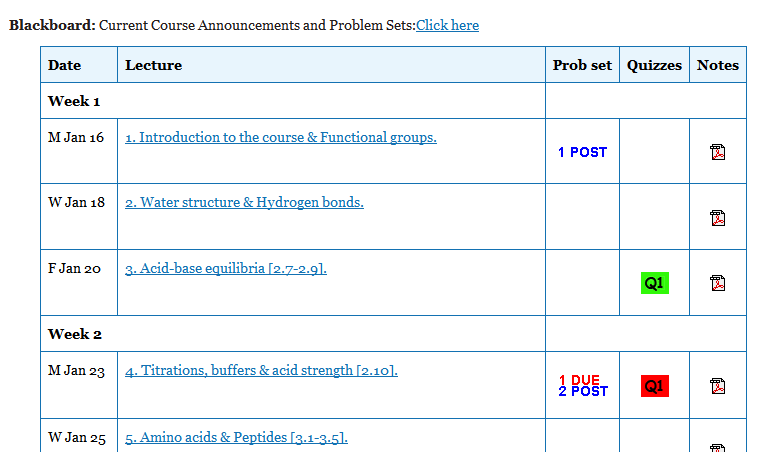 Blackboard: Current Course Announcements and Problem Sets:Click here
Date Lecture Prob set Quizzes Notes
Week 1
M Jan 16 1. Introduction to the course & Functional groups.
1 POST
W Jan 18 2. Water structure & Hydrogen bonds.
F Jan 20 3. Acid-base equilibria [2.7-2.9].
Q1
Week 2
M Jan 23 4. Titrations, buffers & acid strength [2.10].
1 DUE
2 POST
Q1
W Jan 25 5. Amino acids & Peptides [3.1-3.5].